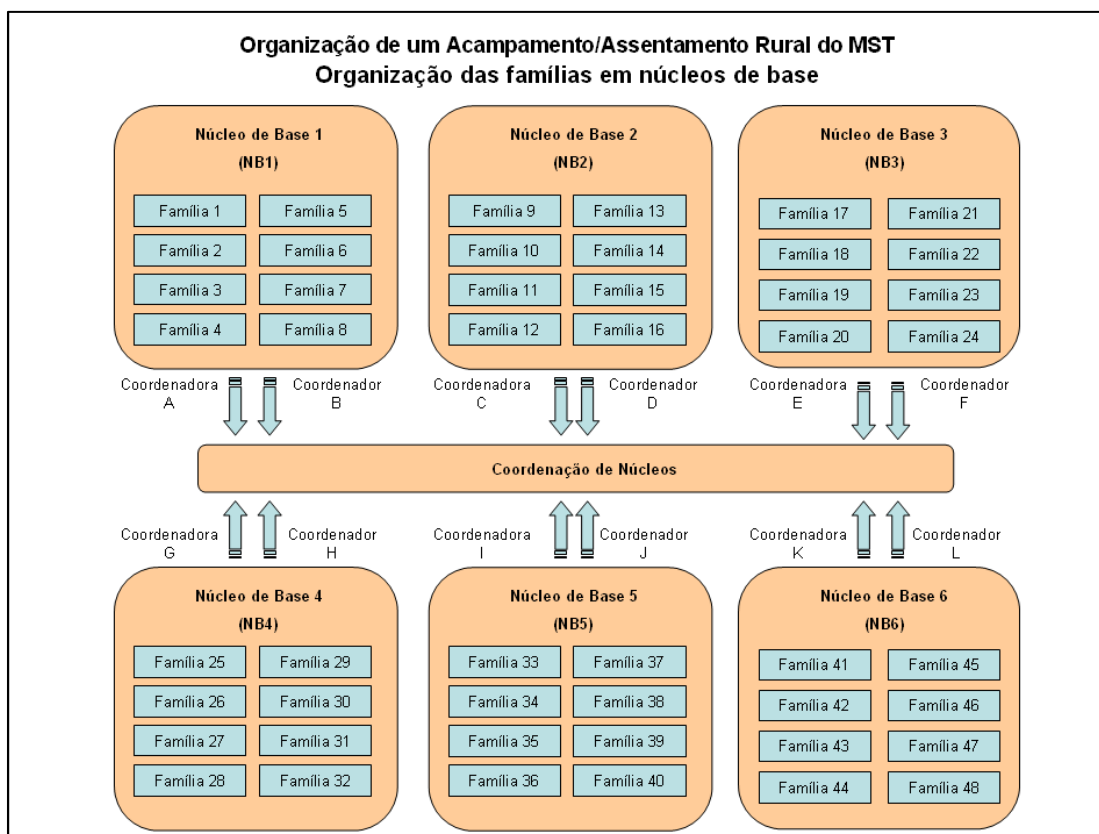 Organização de um Acampamento/Assentamento Rural do MST
Organização das famílias em núcleos de base
Núcleo de Base 1
(NB1)
Família 1
Família 5
Família 2
Família 6
Família 3
Família 7
Família 4
Família 8
Núcleo de Base 2
(NB2)
Família 9
Família 13
Família 10
Família 14
Família 11
Família 15
Família 12
Família 16
Núcleo de Base 3
(NB3)
Família 17
Família 21
Família 18
Família 22
Família 19
Família 23
Família 20
Família 24
Coordenadora
A
Coordenador
B
Coordenadora
C
Coordenador
D
Coordenadora
E
Coordenador
F
Coordenação de Núcleos
Coordenadora
G
Coordenador
H
Coordenadora
I
Coordenador
J
Coordenadora
K
Coordenador
L
Núcleo de Base 4
(NB4)
Família 25
Família 29
Família 26
Família 30
Família 27
Família 31
Família 28
Família 32
Núcleo de Base 5
(NB5)
Família 33
Família 37
Família 34
Família 38
Família 35
Família 39
Família 36
Família 40
Núcleo de Base 6
(NB6)
Família 41
Família 45
Família 42
Família 46
Família 43
Família 47
Família 44
Família 48